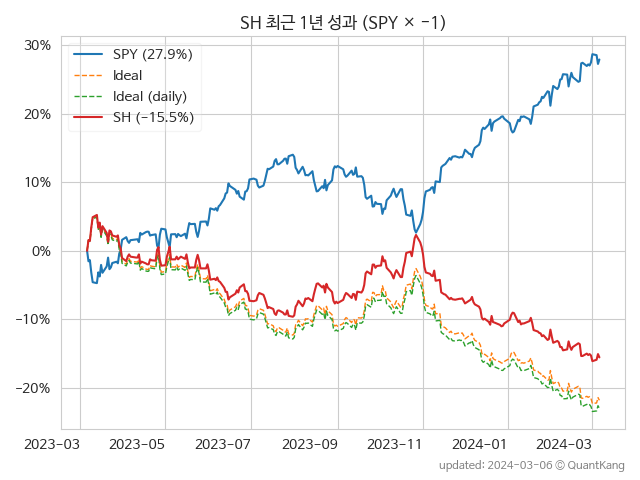 SH 최근 1년 성과 (SPY × −1)
SPY (27.9%)
Ideal
Ideal (daily)
SH (−15.5%)
30%
20%
10%
0%
−10%
−20%
2023−03
2023−05
2023−07
2023−09
2023−11
2024−01
2024−03
updated: 2024−03−06 © QuantKang